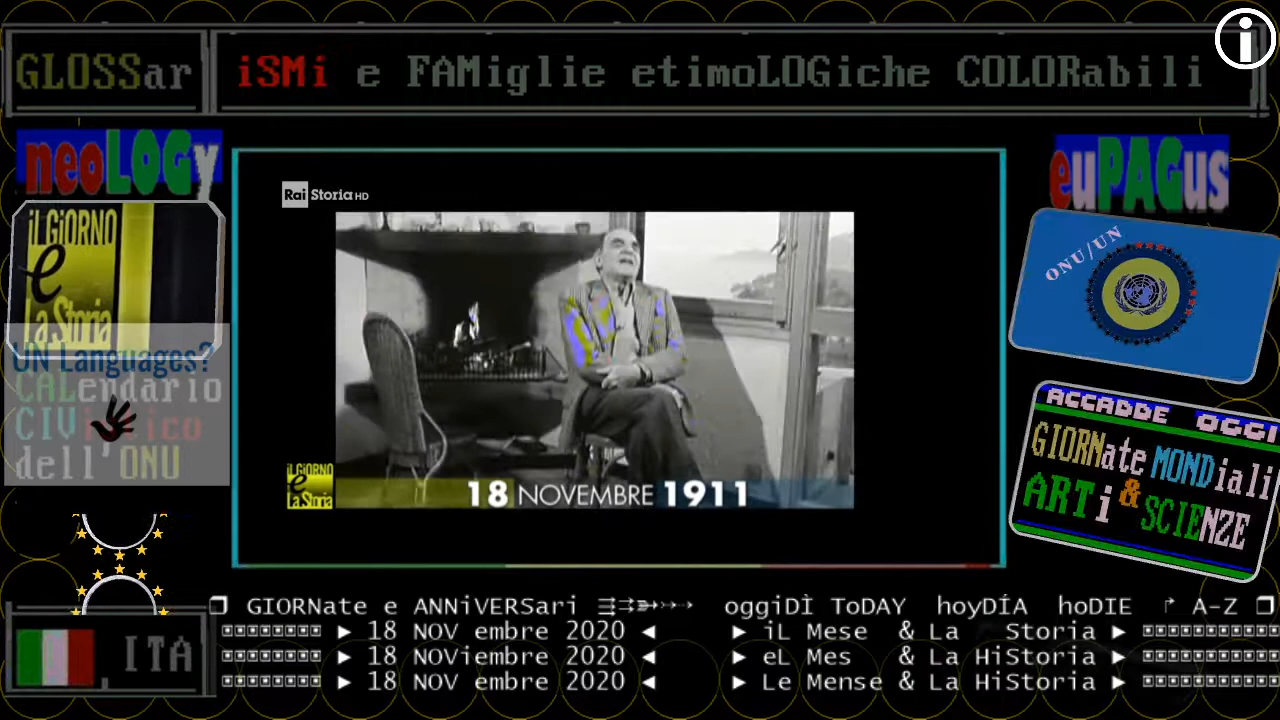 GLOSSar
iSMi e FAMiglie etimoLOGiche COLORabili
neoLOGy
euPAGus
iL GiORNO
e
La Storia
UN Languages?
CALendario
CIVironico
dell'ONU
Rai Storia HD
iL GiORNO
e
La Storia
18 NOVEMBRE 1911
ONU/UN
ACCADDE OGGI
GIORNate MONDiali
ARTi & SCIENZE
GIORNate e ANNiVERSari oggiDÌ ToDAY hoyDÍA hoDIE A-Z
18 NOV embre 2020 iL Mese & La Storia
18 NOViembre 2020 eL Mes & La HiStoria
18 NOV embre 2020 Le Mense & La HiStoria
ITA